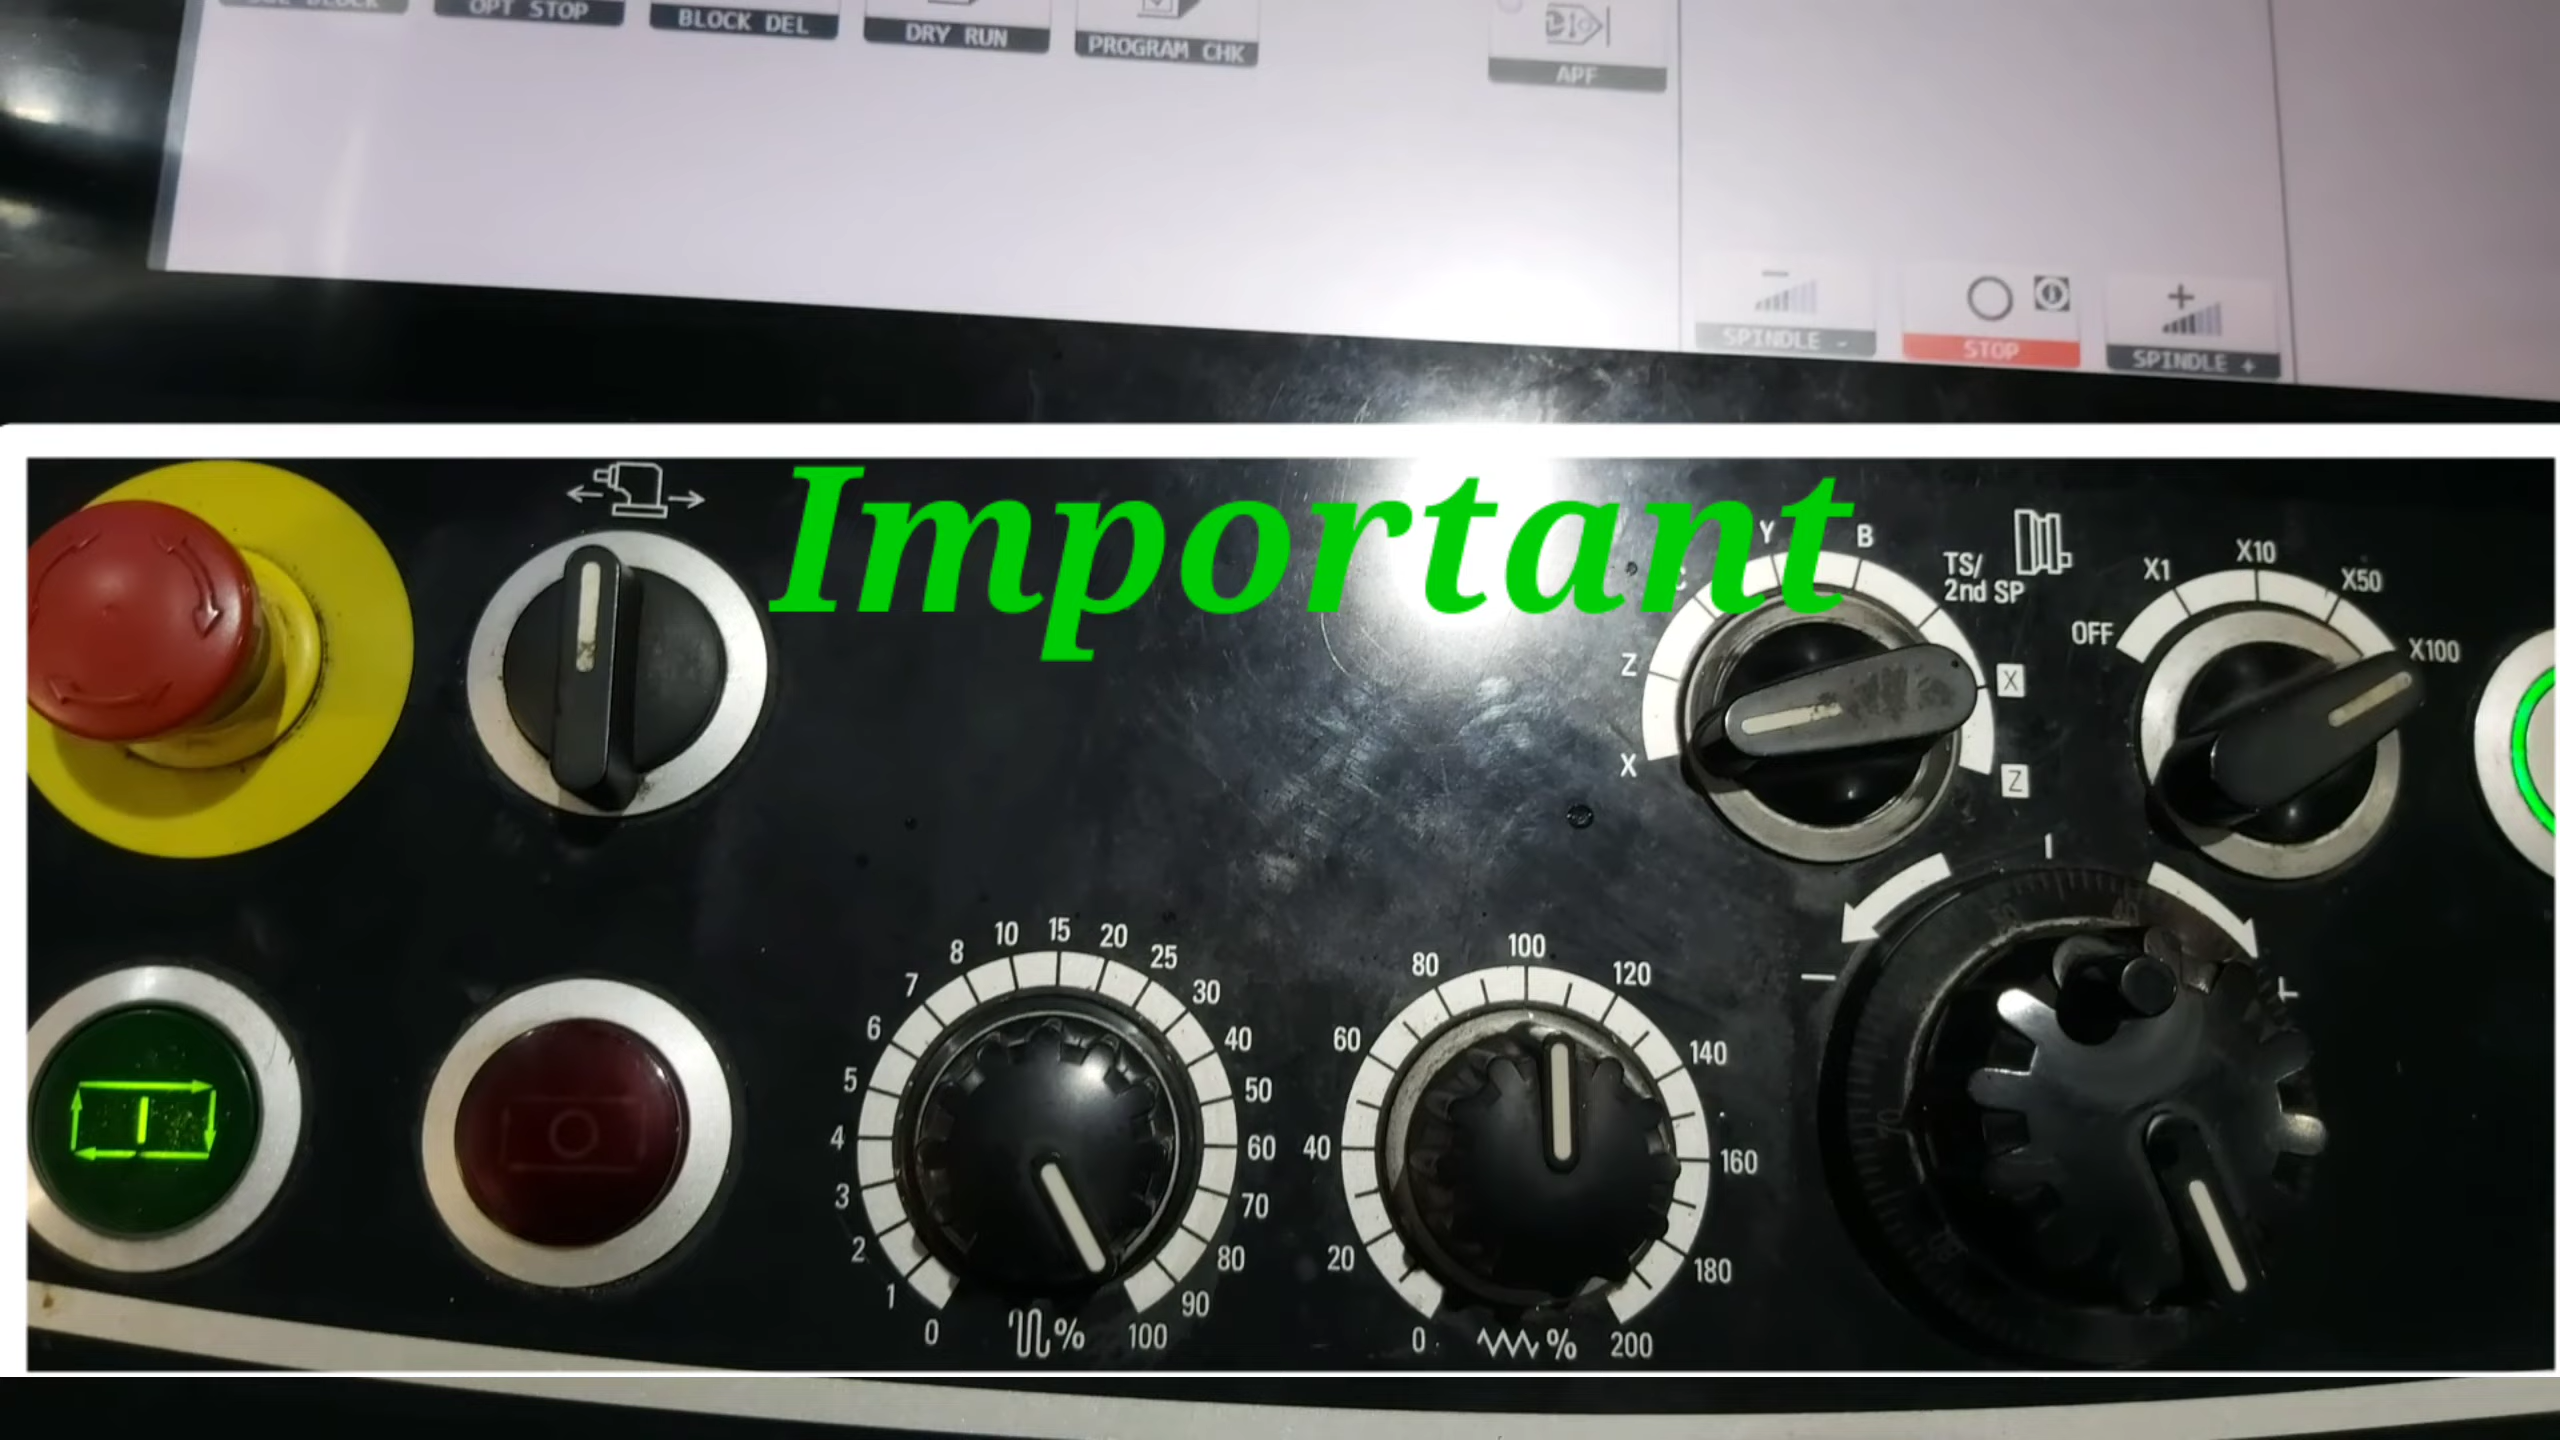 OPT STOP
BLOCK DEL
DRY RUN
PROGRAM CHK
APF
SPINDLE -
STOP
SPINDLE +
Important
Y
B
C
TS/
2nd SP
Z
X
X
Z
OFF
X1
X10
X50
X100
0
1
2
3
4
5
6
7
8
10
15
20
25
30
40
50
60
70
80
90
100
%
0
20
40
60
80
100
120
140
160
180
200
%